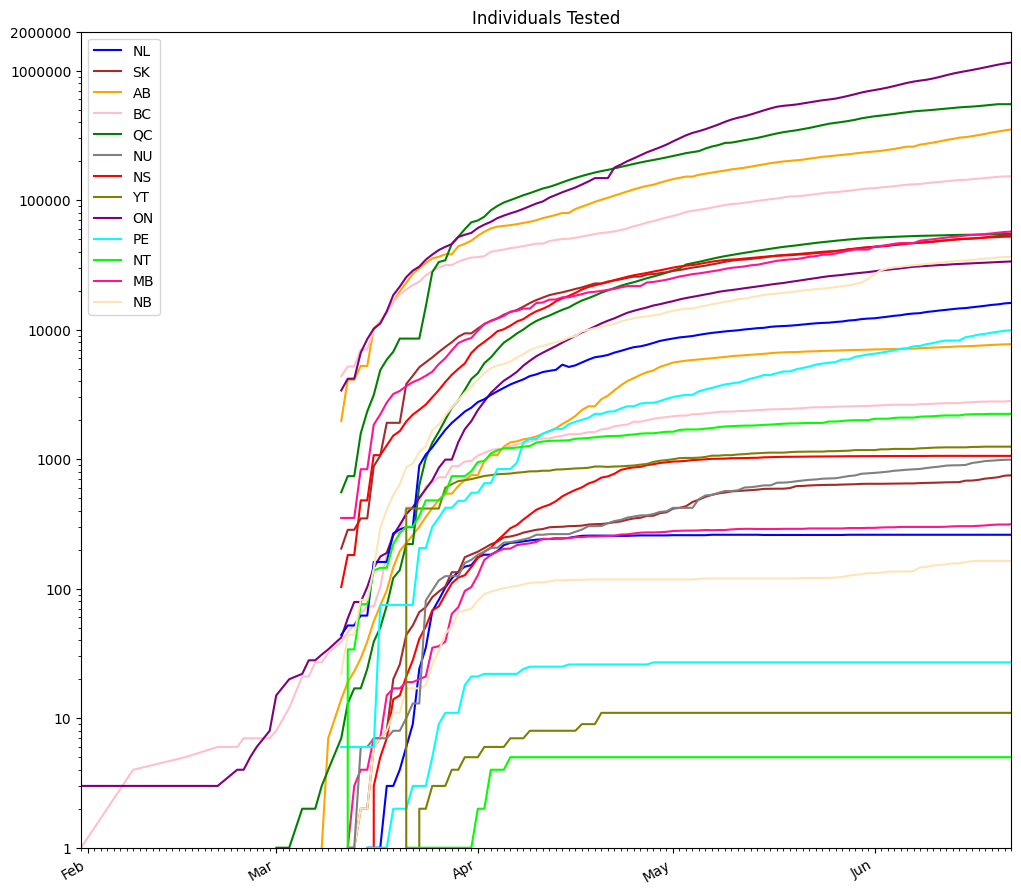 Individuals Tested
2000000
1000000
100000
10000
1000
100
10
1
NL
SK
AB
BC
QC
NU
NS
YT
ON
PE
NT
MB
NB
Feb
Mar
Apr
May
Jun